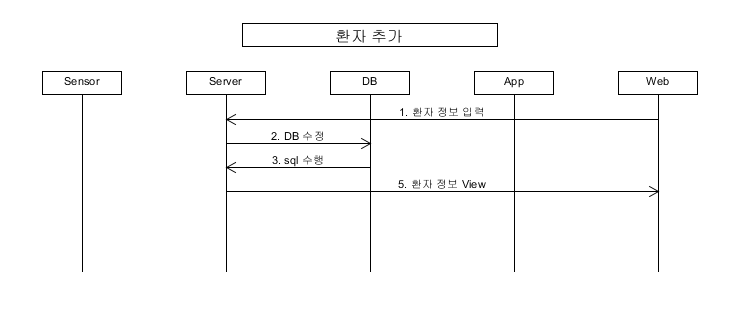 환자 추가
Sensor
Server
DB
App
Web
1. 환자 정보 입력
2. DB 수정
3. sql 수행
5. 환자 정보 View